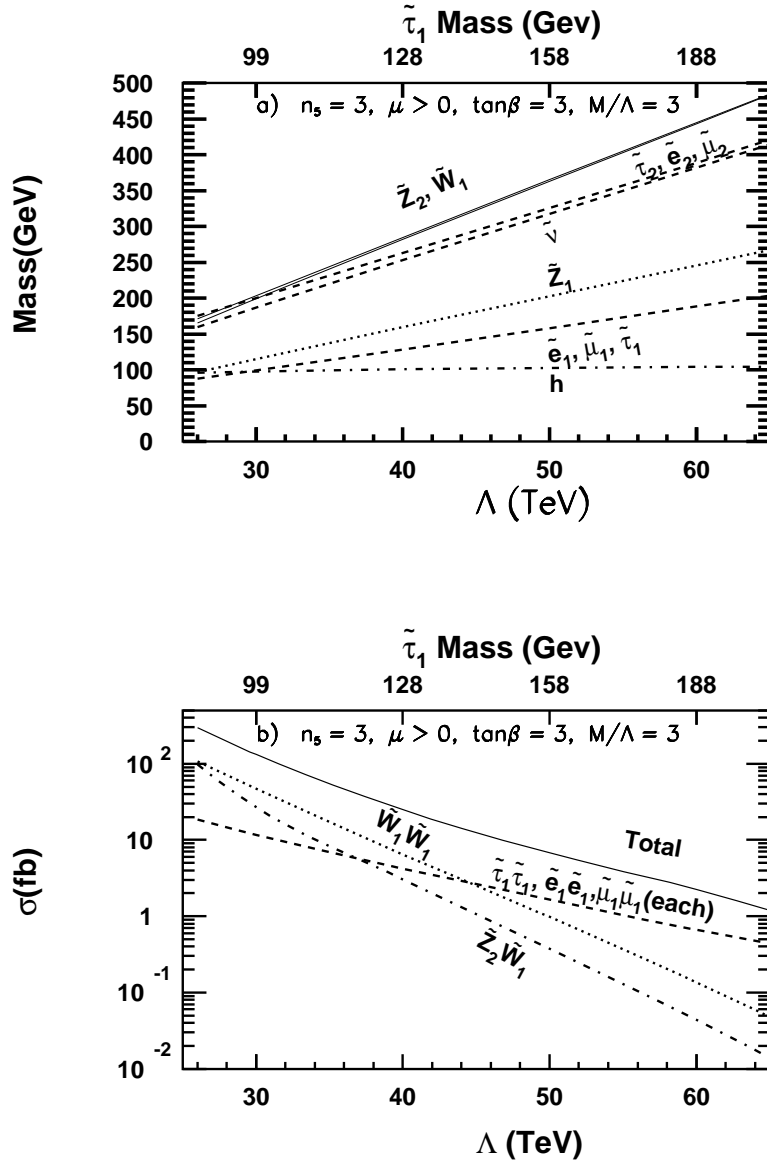 τ̃₁ Mass (Gev)
99 128 158 188
500
450
400
350
300
250
200
150
100
50
0
Mass(GeV)
a) n₅ = 3, μ > 0, tanβ = 3, M/Λ = 3
τ̃₂, ẽ₂, μ̃₂
Z̃₂, W̃₁
ν̃
Z̃₁
ẽ₁, μ̃₁, τ̃₁
h
30 40 50 60
Λ (TeV)
τ̃₁ Mass (Gev)
99 128 158 188
10²
10
1
10⁻¹
10⁻²
σ(fb)
b) n₅ = 3, μ > 0, tanβ = 3, M/Λ = 3
W̃₁W̃₁
Total
τ̃₁τ̃₁, ẽ₁ẽ₁,μ̃₁μ̃₁(each)
Z̃₂W̃₁
30 40 50 60
Λ (TeV)